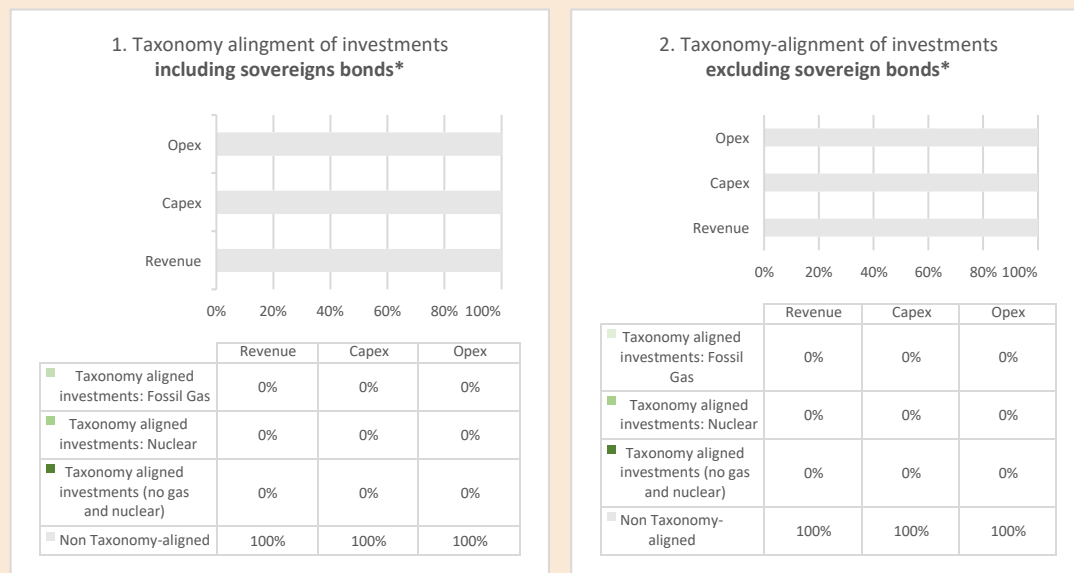 1. Taxonomy alingment of investments
including sovereigns bonds*
Opex
Capex
Revenue
0% 20% 40% 60% 80% 100%
Revenue Capex Opex
Taxonomy aligned
investments: Fossil Gas
0% 0% 0%
Taxonomy aligned
investments: Nuclear
0% 0% 0%
Taxonomy aligned
investments (no gas
and nuclear)
0% 0% 0%
Non Taxonomy-aligned 100% 100% 100%
2. Taxonomy-alignment of investments
excluding sovereign bonds*
Opex
Capex
Revenue
0% 20% 40% 60% 80% 100%
Revenue Capex Opex
Taxonomy aligned
investments: Fossil
Gas
0% 0% 0%
Taxonomy aligned
investments: Nuclear
0% 0% 0%
Taxonomy aligned
investments (no gas
and nuclear)
0% 0% 0%
Non Taxonomy-
aligned
100% 100% 100%